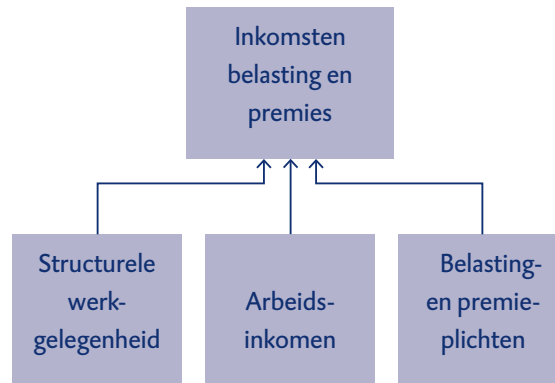 Inkomsten
belasting en
premies
Structurele
werk-
gelegenheid
Arbeids-
inkomen
Belasting-
en premie-
plichten